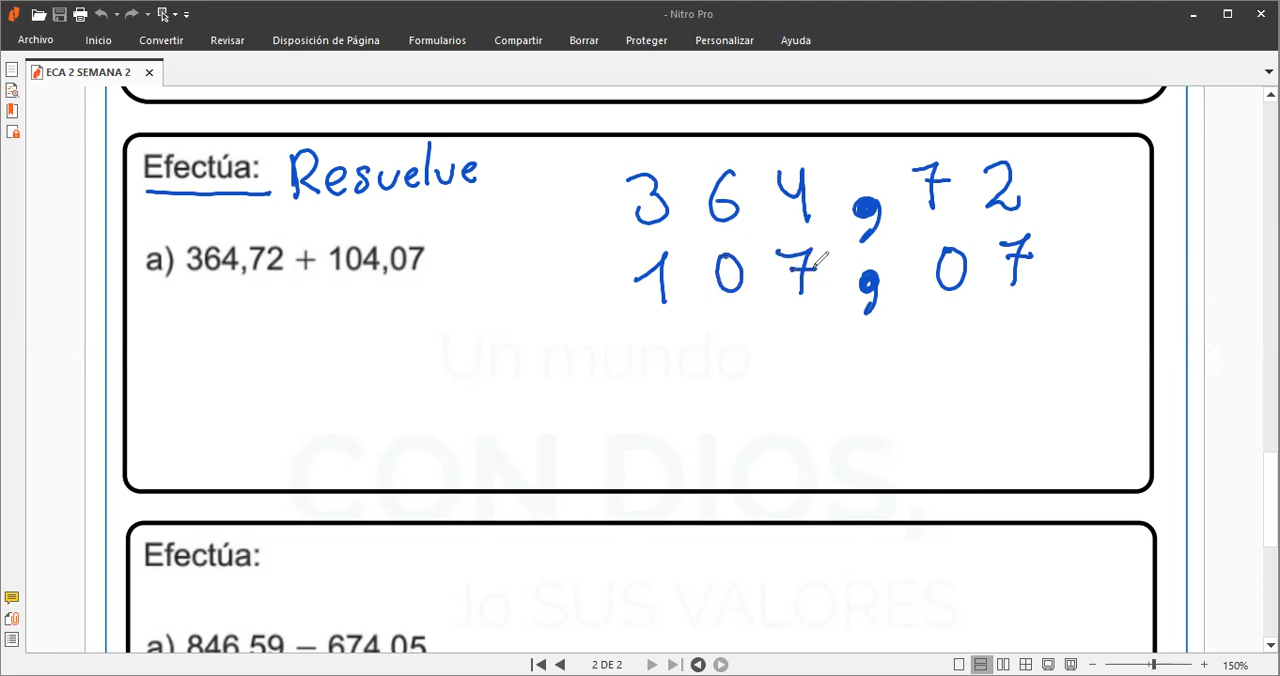 - Nitro Pro
Archivo Inicio Convertir Revisar Disposición de Página Formularios Compartir Borrar Proteger Personalizar Ayuda
ECA 2 SEMANA 2
Efectúa: Resuelve
364,72
a) 364,72 + 104,07
107,07
Un mundo
CON DIOS,
do SUS VALORES
Efectúa:
a) 846,59 – 674,05
2 DE 2
150%